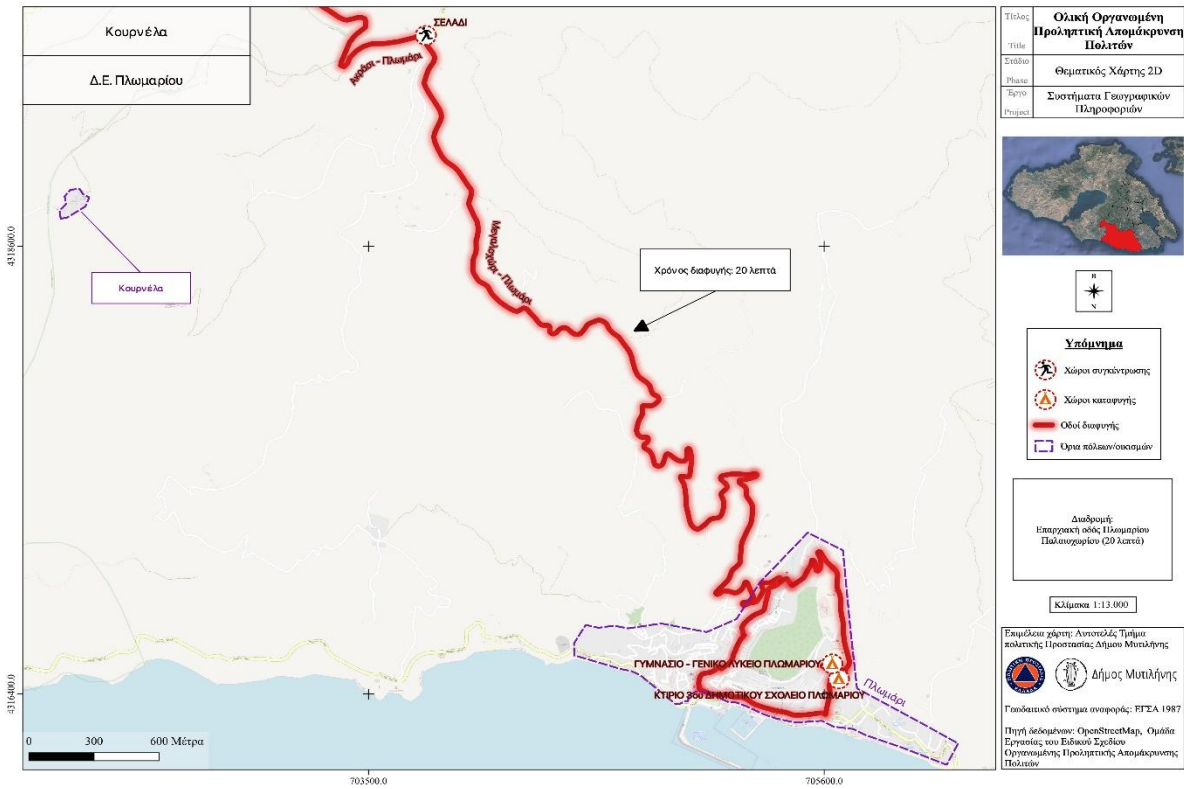 Κουρνέλα
Δ.Ε. Πλωμαρίου
ΣΕΛΑΔΙ
Ακράσι - Πλωμάρι
Μεγαλοχώρι - Πλωμάρι
Κουρνέλα
Χρόνος διαφυγής: 20 λεπτά
ΓΥΜΝΑΣΙΟ - ΓΕΝΙΚΟ ΛΥΚΕΙΟ ΠΛΩΜΑΡΙΟΥ
ΚΤΙΡΙΟ 3ου ΔΗΜΟΤΙΚΟΥ ΣΧΟΛΕΙΟ ΠΛΩΜΑΡΙΟΥ
Πλωμάρι
4318600.0
4316400.0
703500.0
705600.0
0 300 600 Μέτρα
Τίτλος
Title
Ολική Οργανωμένη
Προληπτική Απομάκρυνση
Πολιτών
Στάδιο
Phase
Θεματικός Χάρτης 2D
Έργο
Project
Συστήματα Γεωγραφικών
Πληροφοριών
Β
Ν
Υπόμνημα
Χώροι συγκέντρωσης
Χώροι καταφυγής
Οδοί διαφυγής
Όρια πόλεων/οικισμών
Διαδρομή:
Επαρχιακή οδός Πλωμαρίου
Παλαιοχωρίου (20 λεπτά)
Κλίμακα 1:13.000
Επιμέλεια χάρτη: Αυτοτελές Τμήμα
πολιτικής Προστασίας Δήμου Μυτιλήνης
Δήμος Μυτιλήνης
Γεωδαιτικό σύστημα αναφοράς: ΕΓΣΑ 1987
Πηγή δεδομένων: OpenStreetMap, Ομάδα
Εργασίας του Ειδικού Σχεδίου
Οργανωμένης Προληπτικής Απομάκρυνσης
Πολιτών